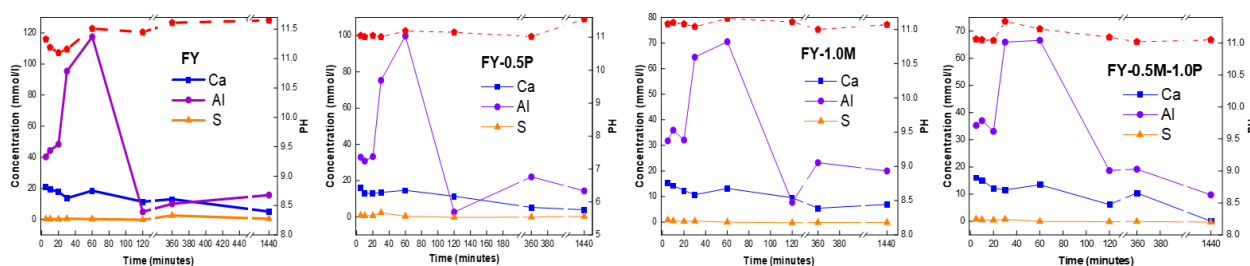 FY
Ca
Al
S
Concentration (mmol/l)
0 20 40 60 80 100 120
PH
8.0 8.5 9.0 9.5 10.0 10.5 11.0 11.5
0 20 40 60 80 100 120 360 400 440 1440
Time (minutes)
FY-0.5P
Ca
Al
S
Concentration (mmol/l)
0 20 40 60 80 100
PH
5 6 7 8 9 10 11
0 20 40 60 80 100 120 360 380 1440
Time (minutes)
FY-1.0M
Ca
Al
S
Concentration (mmol/l)
0 10 20 30 40 50 60 70 80
PH
8.0 8.5 9.0 9.5 10.0 10.5 11.0
0 20 40 60 80 100 120 360 380 1440
Time (minutes)
FY-0.5M-1.0P
Ca
Al
S
Concentration (mmol/l)
0 10 20 30 40 50 60 70
PH
8.0 8.5 9.0 9.5 10.0 10.5 11.0
0 20 40 60 80 100 120 360 380 1440
Time (minutes)